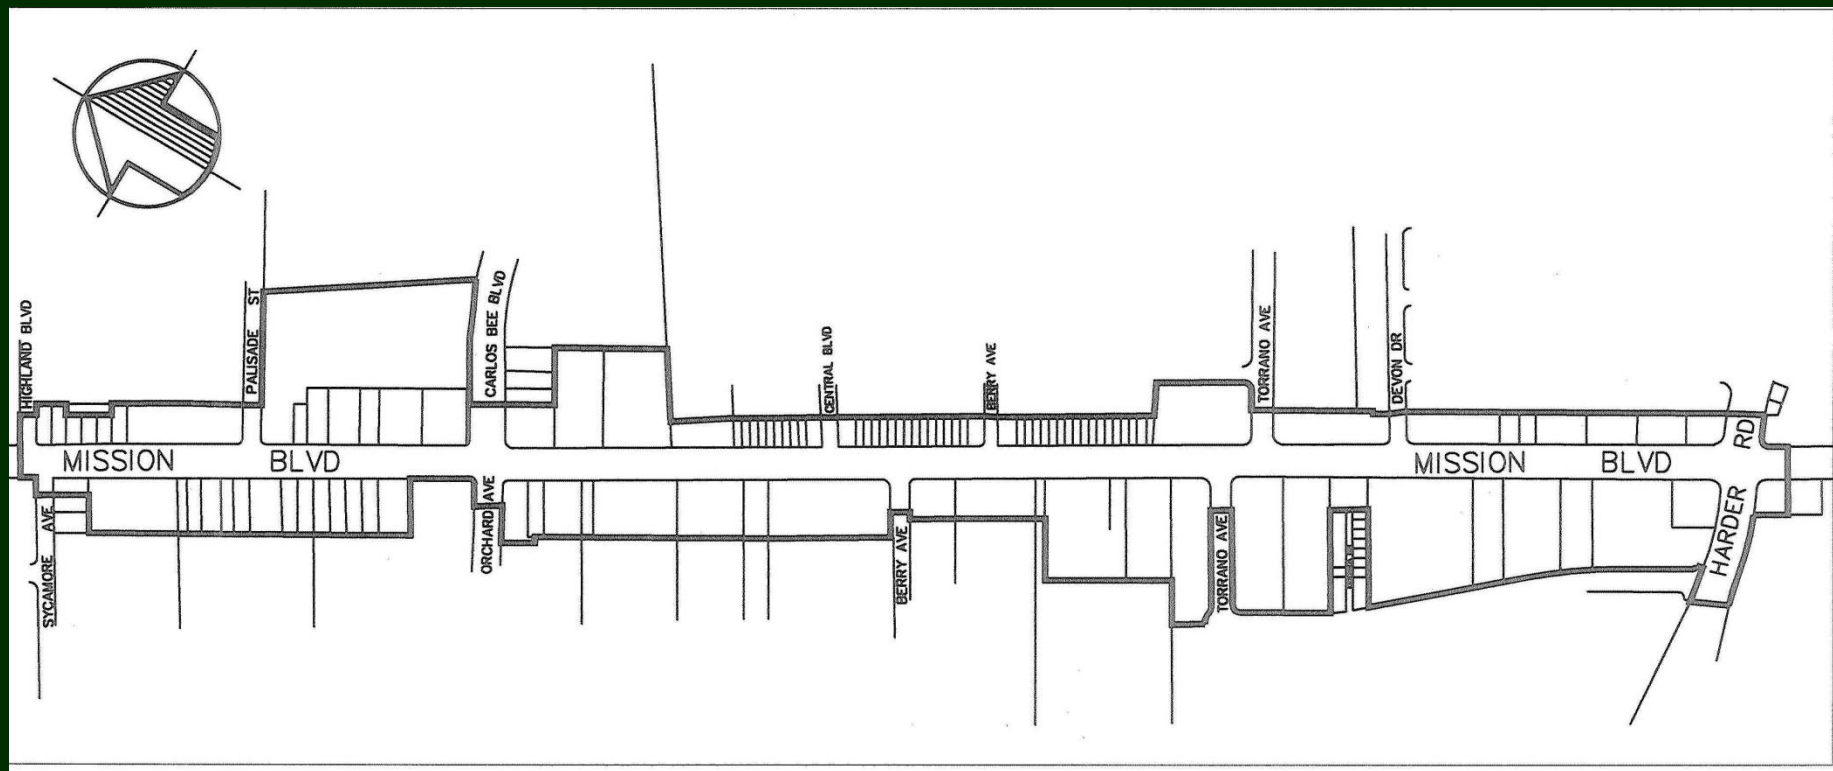 HIGHLAND BLVD
PALISADE ST
CARLOS BEE BLVD
CENTRAL BLVD
BERRY AVE
TORRANO AVE
DEVON DR
MISSION BLVD
MISSION BLVD
HARDER RD
SYCAMORE AVE
ORCHARD AVE
BERRY AVE
TORRANO AVE